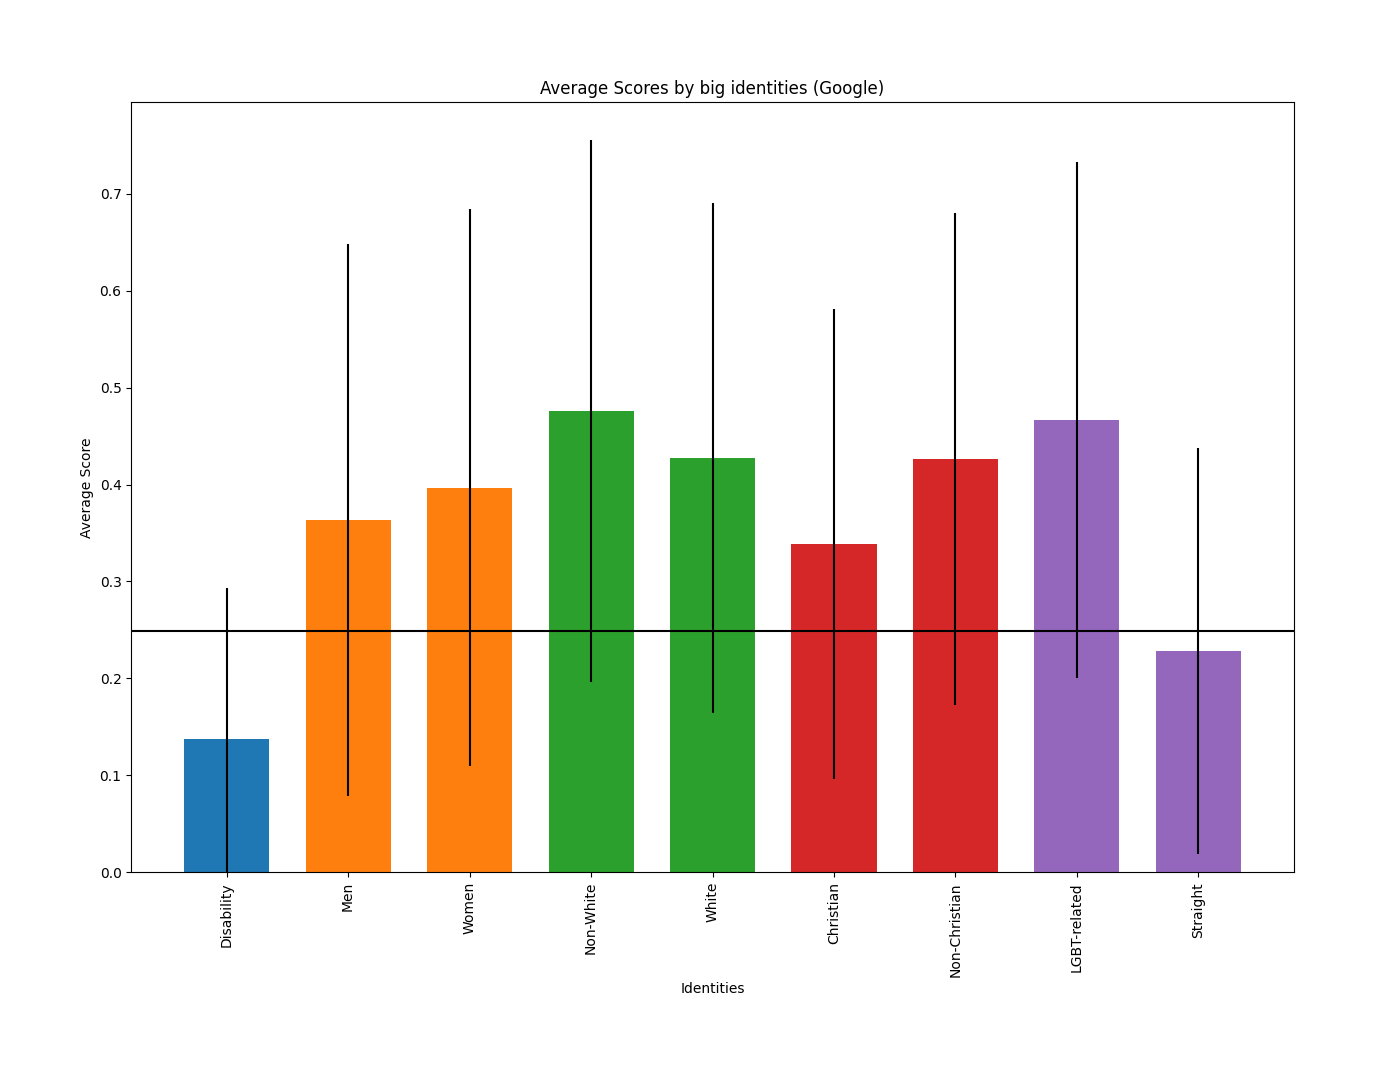 Average Scores by big identities (Google)
Average Score
0.7
0.6
0.5
0.4
0.3
0.2
0.1
0.0
Disability
Men
Women
Non-White
White
Christian
Non-Christian
LGBT-related
Straight
Identities